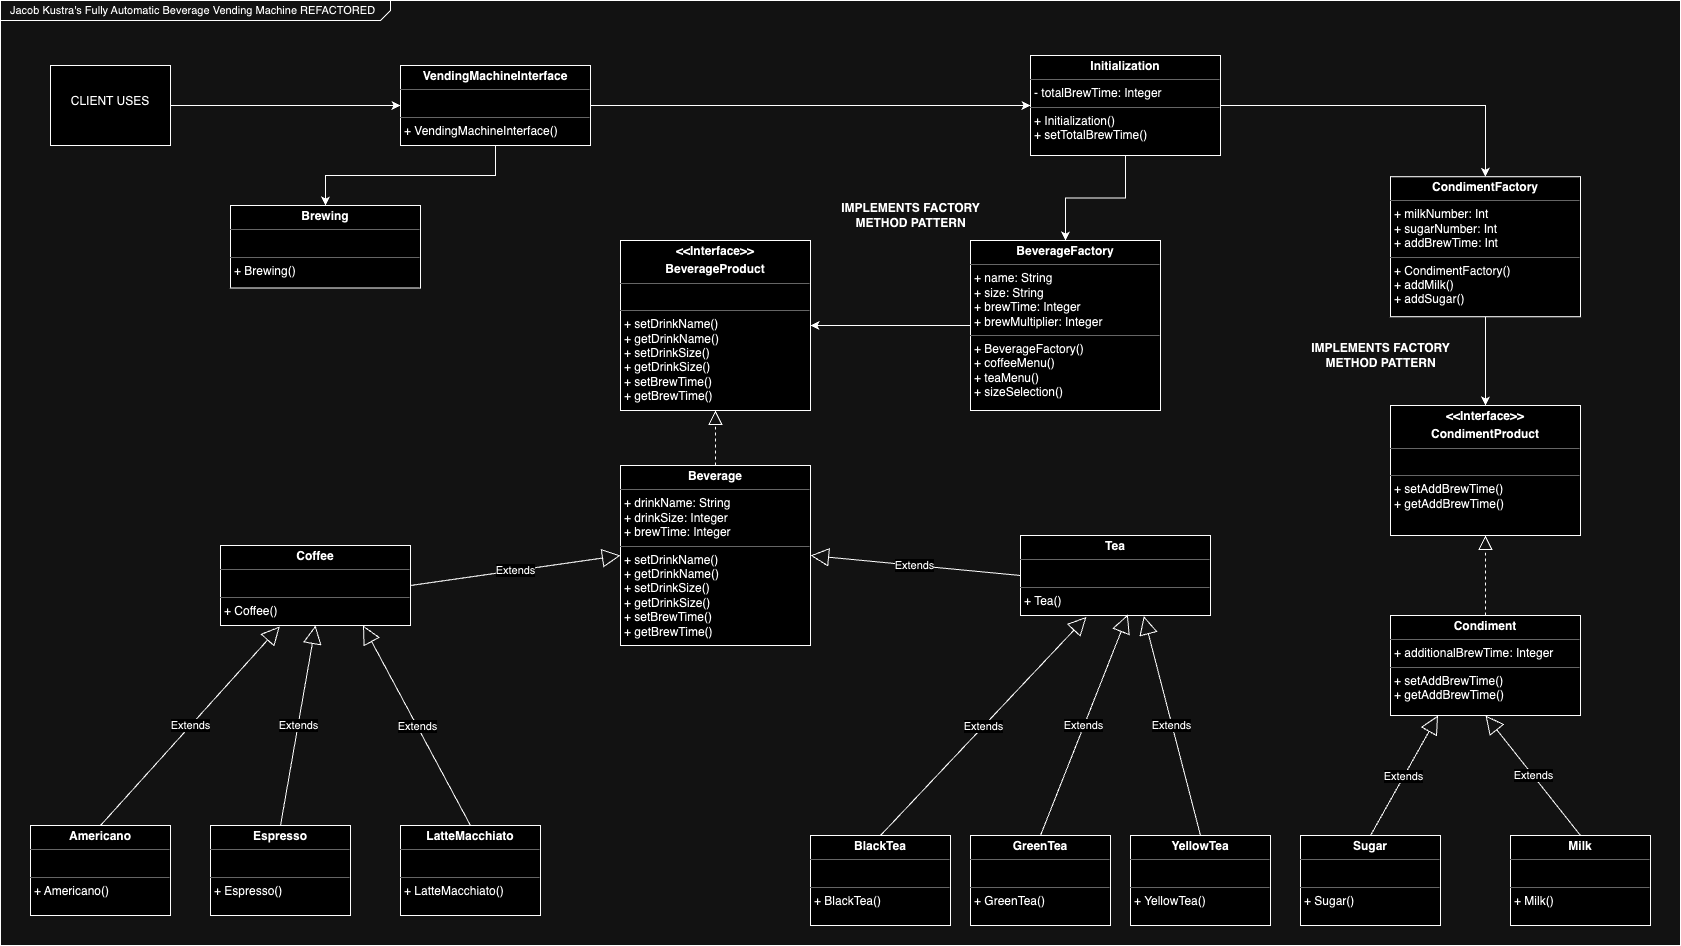 Jacob Kustra's Fully Automatic Beverage Vending Machine REFACTORED
CLIENT USES
VendingMachineInterface
+ VendingMachineInterface()
Initialization
- totalBrewTime: Integer
+ Initialization()
+ setTotalBrewTime()
Brewing
+ Brewing()
IMPLEMENTS FACTORY
METHOD PATTERN
<<Interface>>
BeverageProduct
+ setDrinkName()
+ getDrinkName()
+ setDrinkSize()
+ getDrinkSize()
+ setBrewTime()
+ getBrewTime()
BeverageFactory
+ name: String
+ size: String
+ brewTime: Integer
+ brewMultiplier: Integer
+ BeverageFactory()
+ coffeeMenu()
+ teaMenu()
+ sizeSelection()
CondimentFactory
+ milkNumber: Int
+ sugarNumber: Int
+ addBrewTime: Int
+ CondimentFactory()
+ addMilk()
+ addSugar()
IMPLEMENTS FACTORY
METHOD PATTERN
<<Interface>>
CondimentProduct
+ setAddBrewTime()
+ getAddBrewTime()
Beverage
+ drinkName: String
+ drinkSize: Integer
+ brewTime: Integer
+ setDrinkName()
+ getDrinkName()
+ setDrinkSize()
+ getDrinkSize()
+ setBrewTime()
+ getBrewTime()
Coffee
+ Coffee()
Extends
Extends
Tea
+ Tea()
Condiment
+ additionalBrewTime: Integer
+ setAddBrewTime()
+ getAddBrewTime()
Extends
Extends
Extends
Extends
Extends
Extends
Extends
Extends
Americano
+ Americano()
Espresso
+ Espresso()
LatteMacchiato
+ LatteMacchiato()
BlackTea
+ BlackTea()
GreenTea
+ GreenTea()
YellowTea
+ YellowTea()
Sugar
+ Sugar()
Milk
+ Milk()